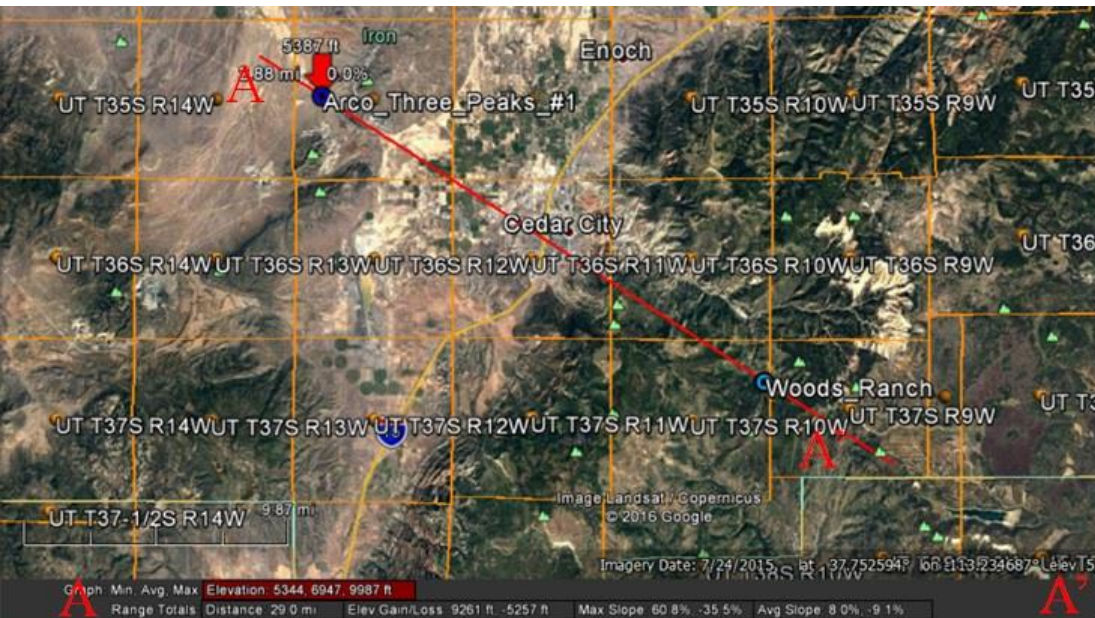 Iron
5387 ft
Enoch
A
0.0%
UT T35S R14W
Arco_Three_Peaks_#1
UT T35S R10W
UT T35S R9W
UT T35
Cedar City
UT T36
UT T36S R14W
UT T36S R13W
UT T36S R12W
UT T36S R11W
UT T36S R10W
UT T36S R9W
Woods_Ranch
UT T37S R14W
UT T37S R13W
UT T37S R12W
UT T37S R11W
UT T37S R10W
UT T37S R9W
A'
Image Landsat / Copernicus
© 2016 Google
UT T37-1/2S R14W
9.87 mi
Imagery Date: 7/24/2015
UT T38S R10W
A
Graph: Min, Avg, Max Elevation: 5344, 6947, 9987 ft
A'
Range Totals: Distance: 29.0 mi Elev Gain/Loss: 9261 ft, -5257 ft Max Slope: 60.8%, -35.5% Avg Slope: 8.0%, -9.1%